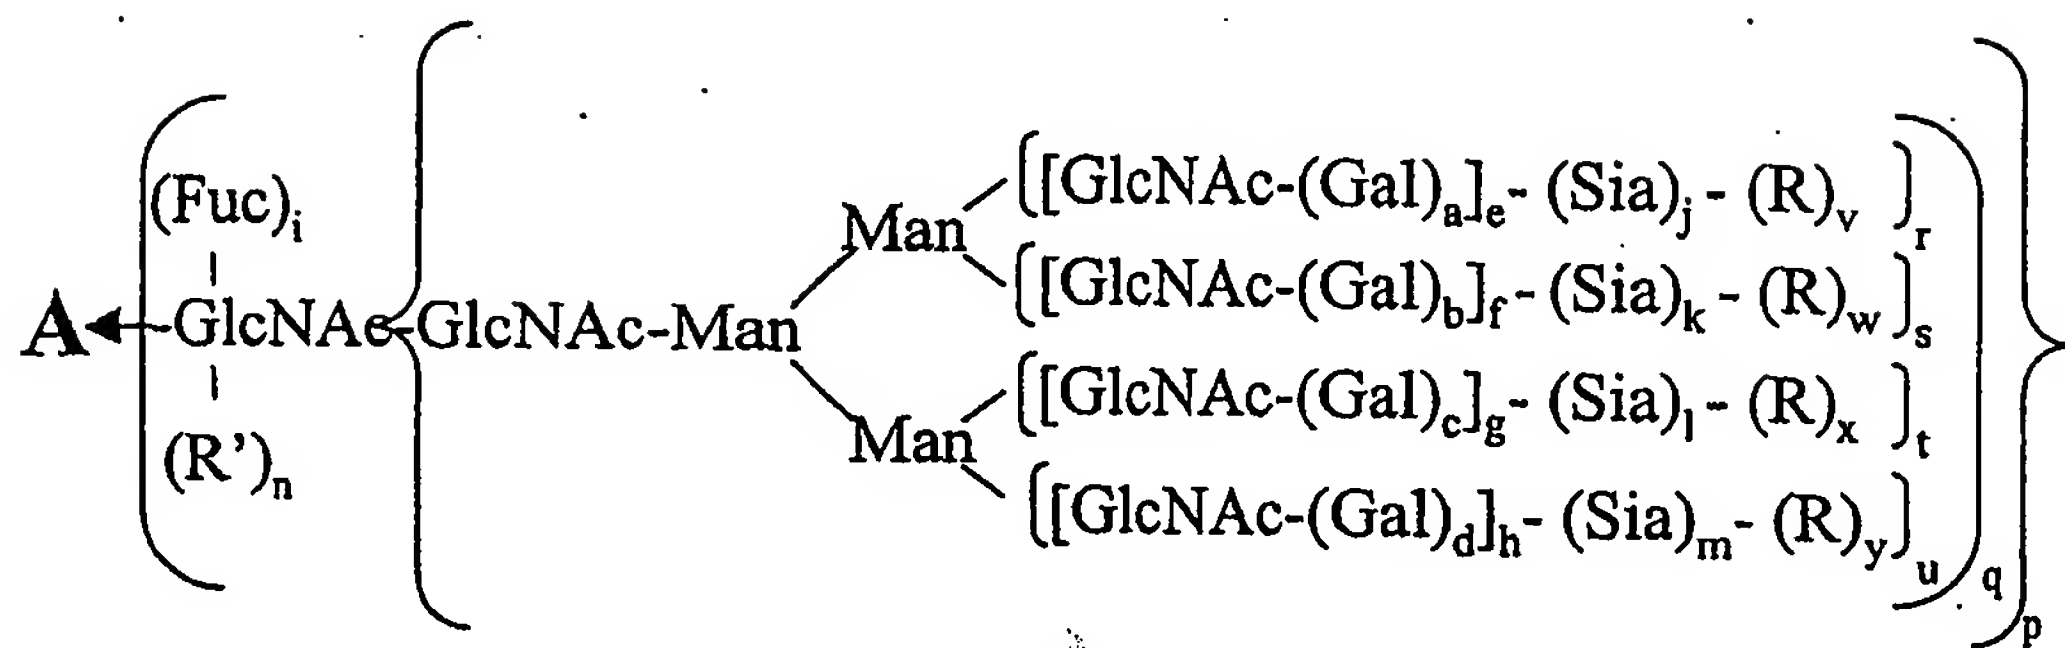 ([GlcNAc-(Gal)a]e- (Sia)j - (R)v )r
(Fuc)i
Man
([GlcNAc-(Gal)b]f - (Sia)k - (R)w )s
A GlcNAc GlcNAc-Man
([GlcNAc-(Gal)c]g- (Sia)l - (R)x )t
Man
(R')n
([GlcNAc-(Gal)d]h- (Sia)m- (R)y )u q
p